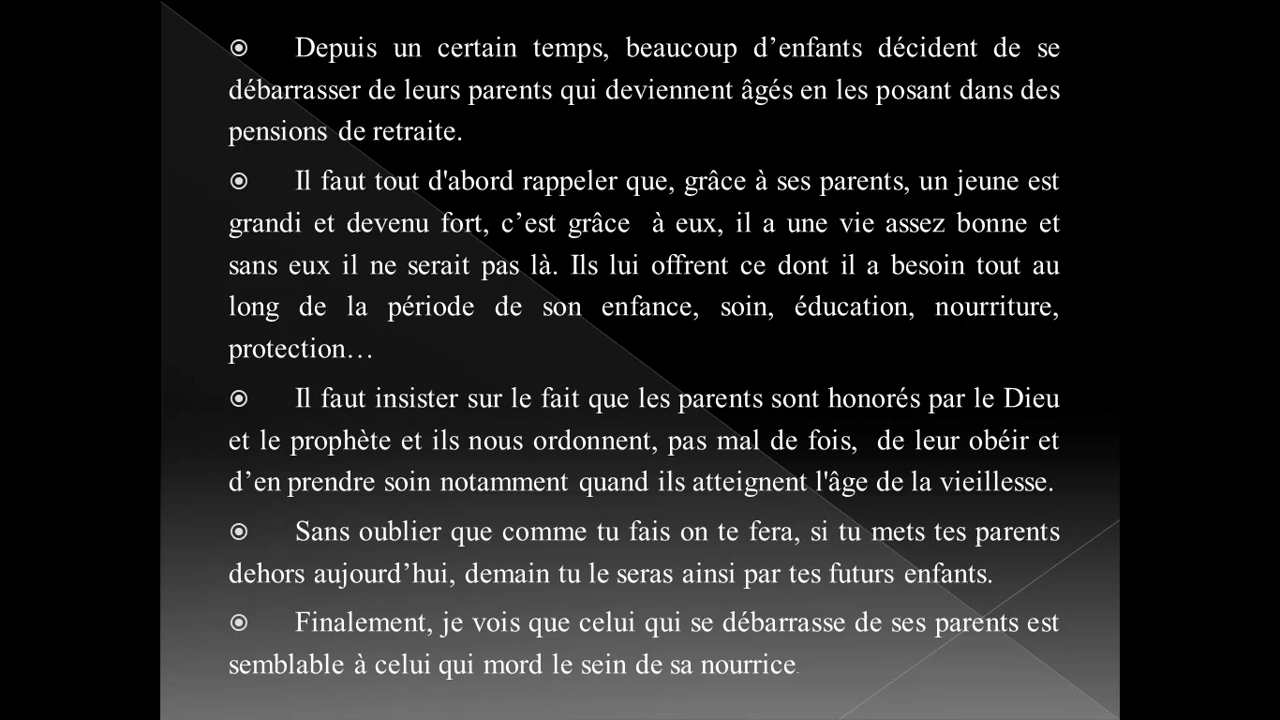 Depuis un certain temps, beaucoup d’enfants décident de se
débarrasser de leurs parents qui deviennent âgés en les posant dans des
pensions de retraite.
Il faut tout d'abord rappeler que, grâce à ses parents, un jeune est
grandi et devenu fort, c’est grâce à eux, il a une vie assez bonne et
sans eux il ne serait pas là. Ils lui offrent ce dont il a besoin tout au
long de la période de son enfance, soin, éducation, nourriture,
protection…
Il faut insister sur le fait que les parents sont honorés par le Dieu
et le prophète et ils nous ordonnent, pas mal de fois, de leur obéir et
d’en prendre soin notamment quand ils atteignent l'âge de la vieillesse.
Sans oublier que comme tu fais on te fera, si tu mets tes parents
dehors aujourd’hui, demain tu le seras ainsi par tes futurs enfants.
Finalement, je vois que celui qui se débarrasse de ses parents est
semblable à celui qui mord le sein de sa nourrice.